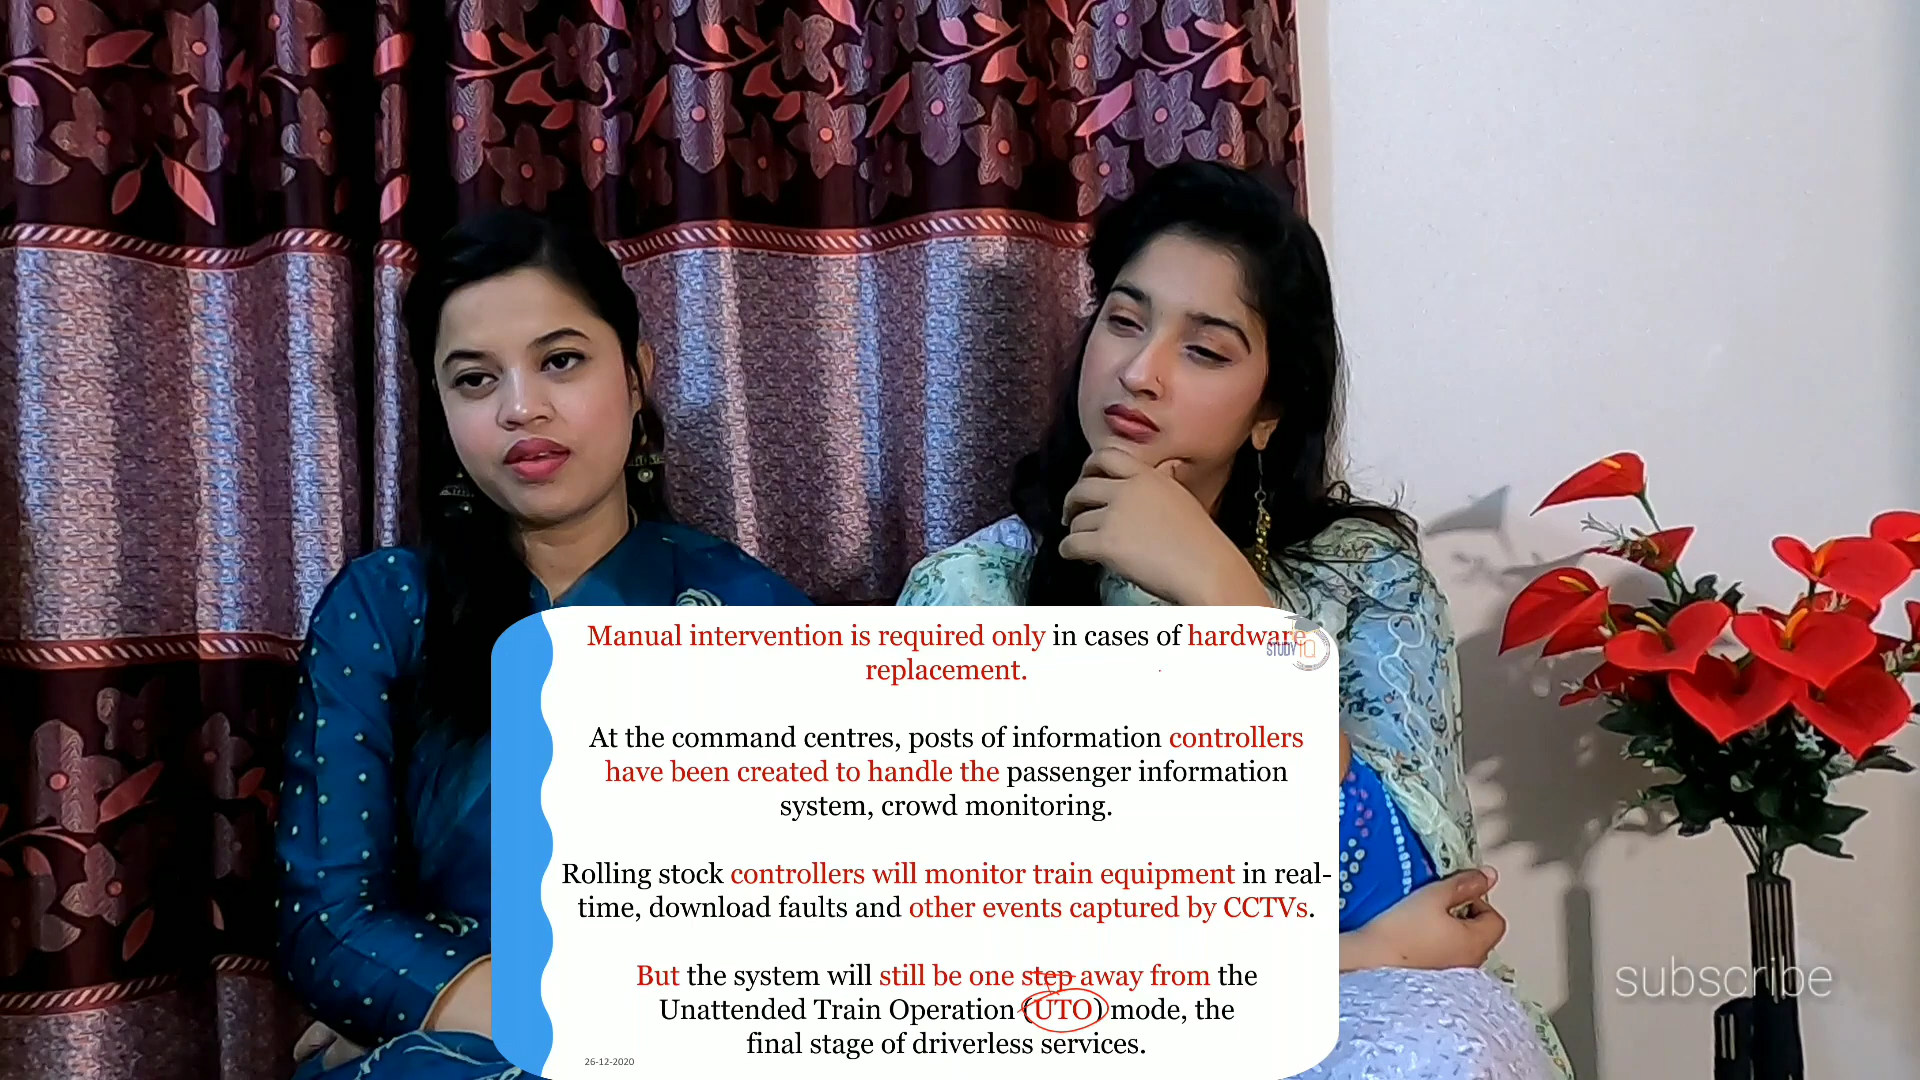 Manual intervention is required only in cases of hardware
replacement.
STUDY IQ
At the command centres, posts of information controllers
have been created to handle the passenger information
system, crowd monitoring.
Rolling stock controllers will monitor train equipment in real-
time, download faults and other events captured by CCTVs.
But the system will still be one step away from the
Unattended Train Operation (UTO) mode, the
final stage of driverless services.
26-12-2020
subscribe